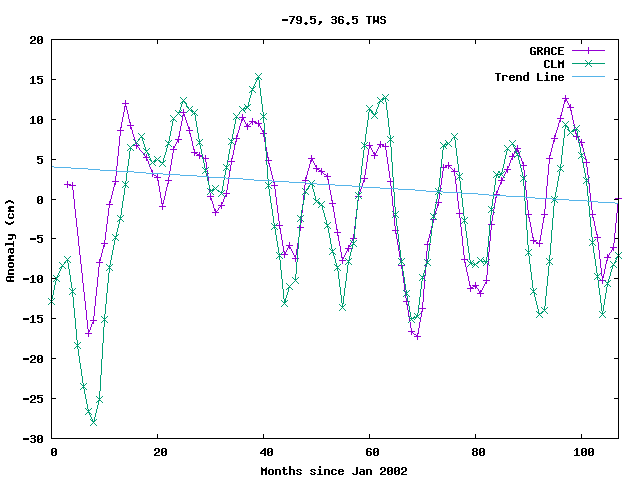 -79.5, 36.5 TWS
GRACE
CLM
Trend Line
20
15
10
5
0
-5
-10
-15
-20
-25
-30
Anomaly (cm)
0 20 40 60 80 100
Months since Jan 2002